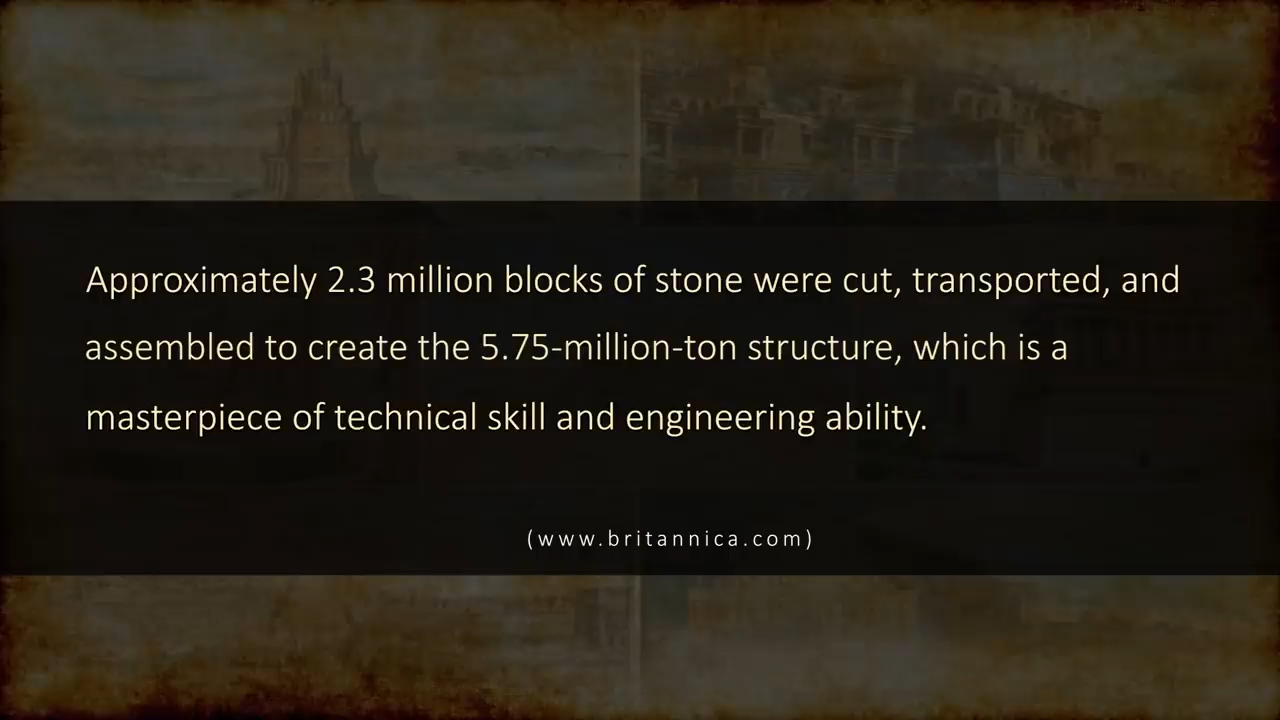 Approximately 2.3 million blocks of stone were cut, transported, and
assembled to create the 5.75-million-ton structure, which is a
masterpiece of technical skill and engineering ability.
(www.britannica.com)